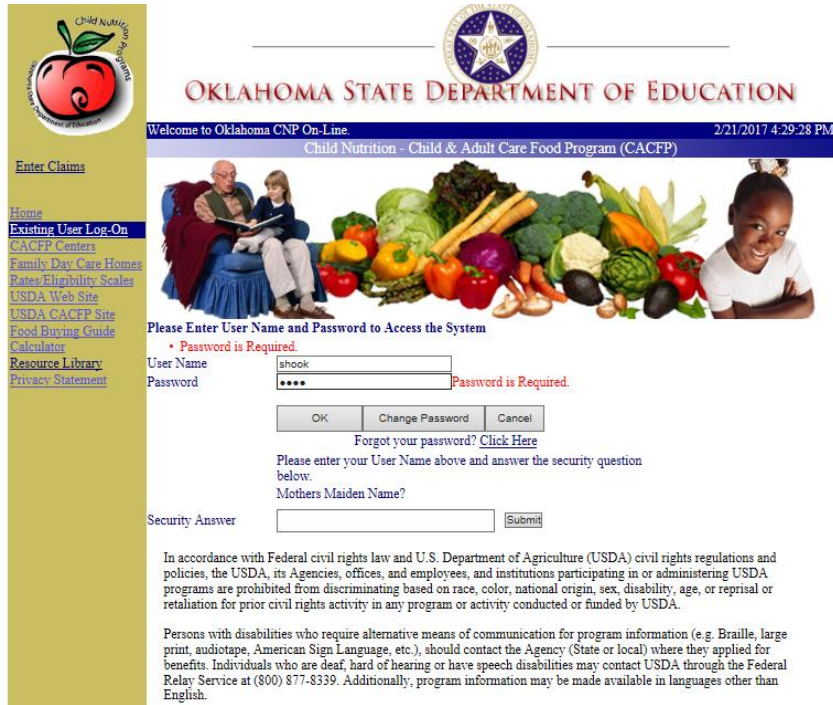 Child Nutrition Programs
Department of Education
OKLAHOMA STATE DEPARTMENT OF EDUCATION
Welcome to Oklahoma CNP On-Line.
2/21/2017 4:29:28 PM
Child Nutrition - Child & Adult Care Food Program (CACFP)
Enter Claims
Home
Existing User Log-On
CACFP Centers
Family Day Care Homes
Rates/Eligibility Scales
USDA Web Site
USDA CACFP Site
Food Buying Guide
Calculator
Resource Library
Privacy Statement
Please Enter User Name and Password to Access the System
• Password is Required.
User Name shook
Password •••• Password is Required.
OK Change Password Cancel
Forgot your password? Click Here
Please enter your User Name above and answer the security question
below.
Mothers Maiden Name?
Security Answer Submit
In accordance with Federal civil rights law and U.S. Department of Agriculture (USDA) civil rights regulations and
policies, the USDA, its Agencies, offices, and employees, and institutions participating in or administering USDA
programs are prohibited from discriminating based on race, color, national origin, sex, disability, age, or reprisal or
retaliation for prior civil rights activity in any program or activity conducted or funded by USDA.
Persons with disabilities who require alternative means of communication for program information (e.g. Braille, large
print, audiotape, American Sign Language, etc.), should contact the Agency (State or local) where they applied for
benefits. Individuals who are deaf, hard of hearing or have speech disabilities may contact USDA through the Federal
Relay Service at (800) 877-8339. Additionally, program information may be made available in languages other than
English.